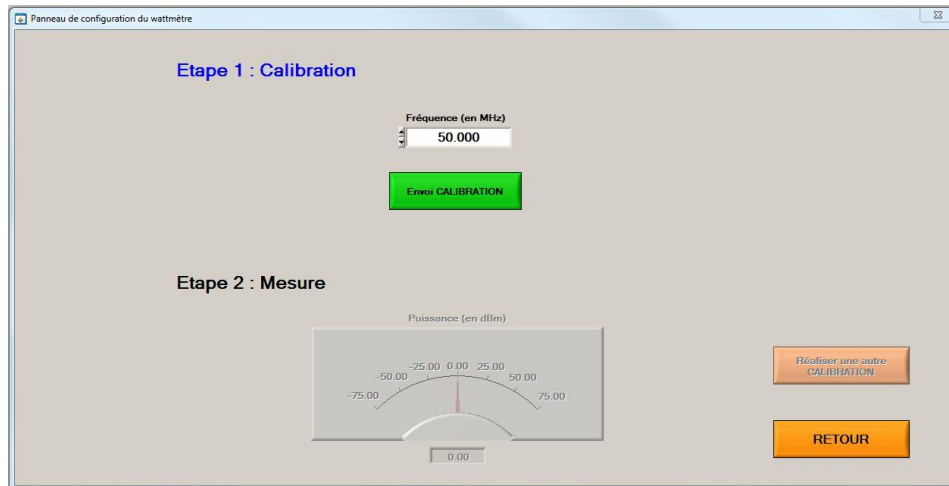 Panneau de configuration du wattmètre
Etape 1 : Calibration
Fréquence (en MHz)
50.000
Envoi CALIBRATION
Etape 2 : Mesure
Puissance (en dBm)
-75.00 -50.00 -25.00 0.00 25.00 50.00 75.00
0.00
Réaliser une autre
CALIBRATION
RETOUR